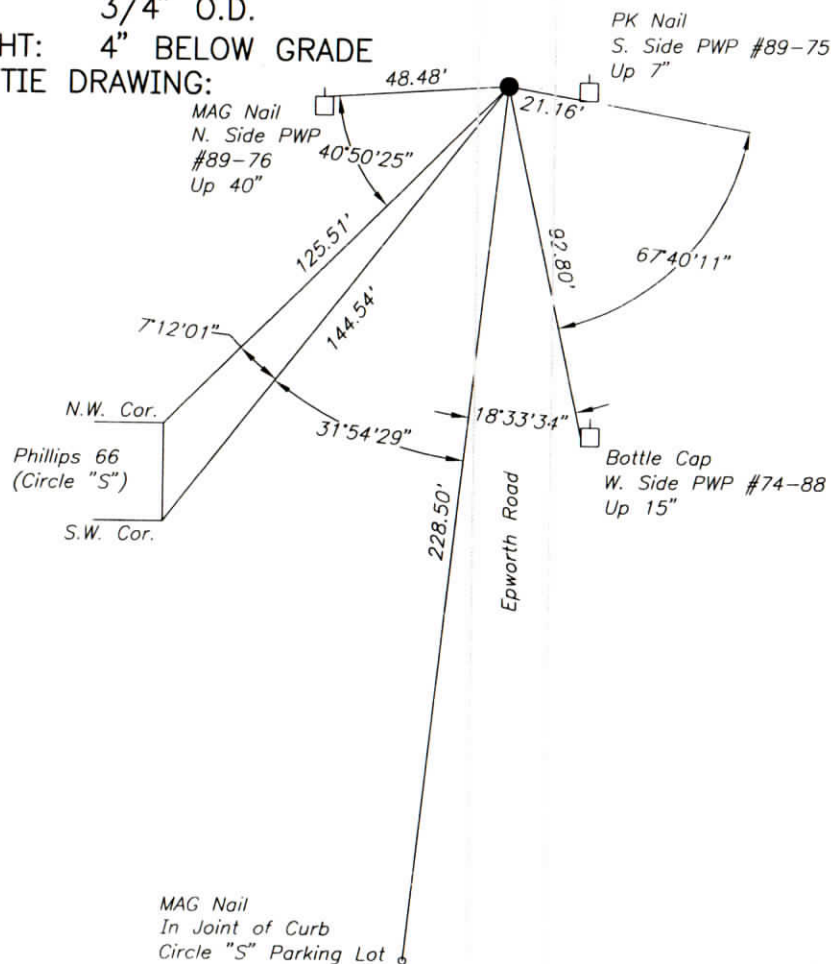 3/4" O.D.
HT: 4" BELOW GRADE
TIE DRAWING:
PK Nail
S. Side PWP #89-75
Up 7"
48.48'
21.16'
MAG Nail
N. Side PWP
#89-76
Up 40"
40°50'25"
125.51'
144.54'
92.80'
67°40'11"
7°12'01"
31°54'29"
18°33'34"
N.W. Cor.
Phillips 66
(Circle "S")
S.W. Cor.
228.50'
Epworth Road
Bottle Cap
W. Side PWP #74-88
Up 15"
MAG Nail
In Joint of Curb
Circle "S" Parking Lot